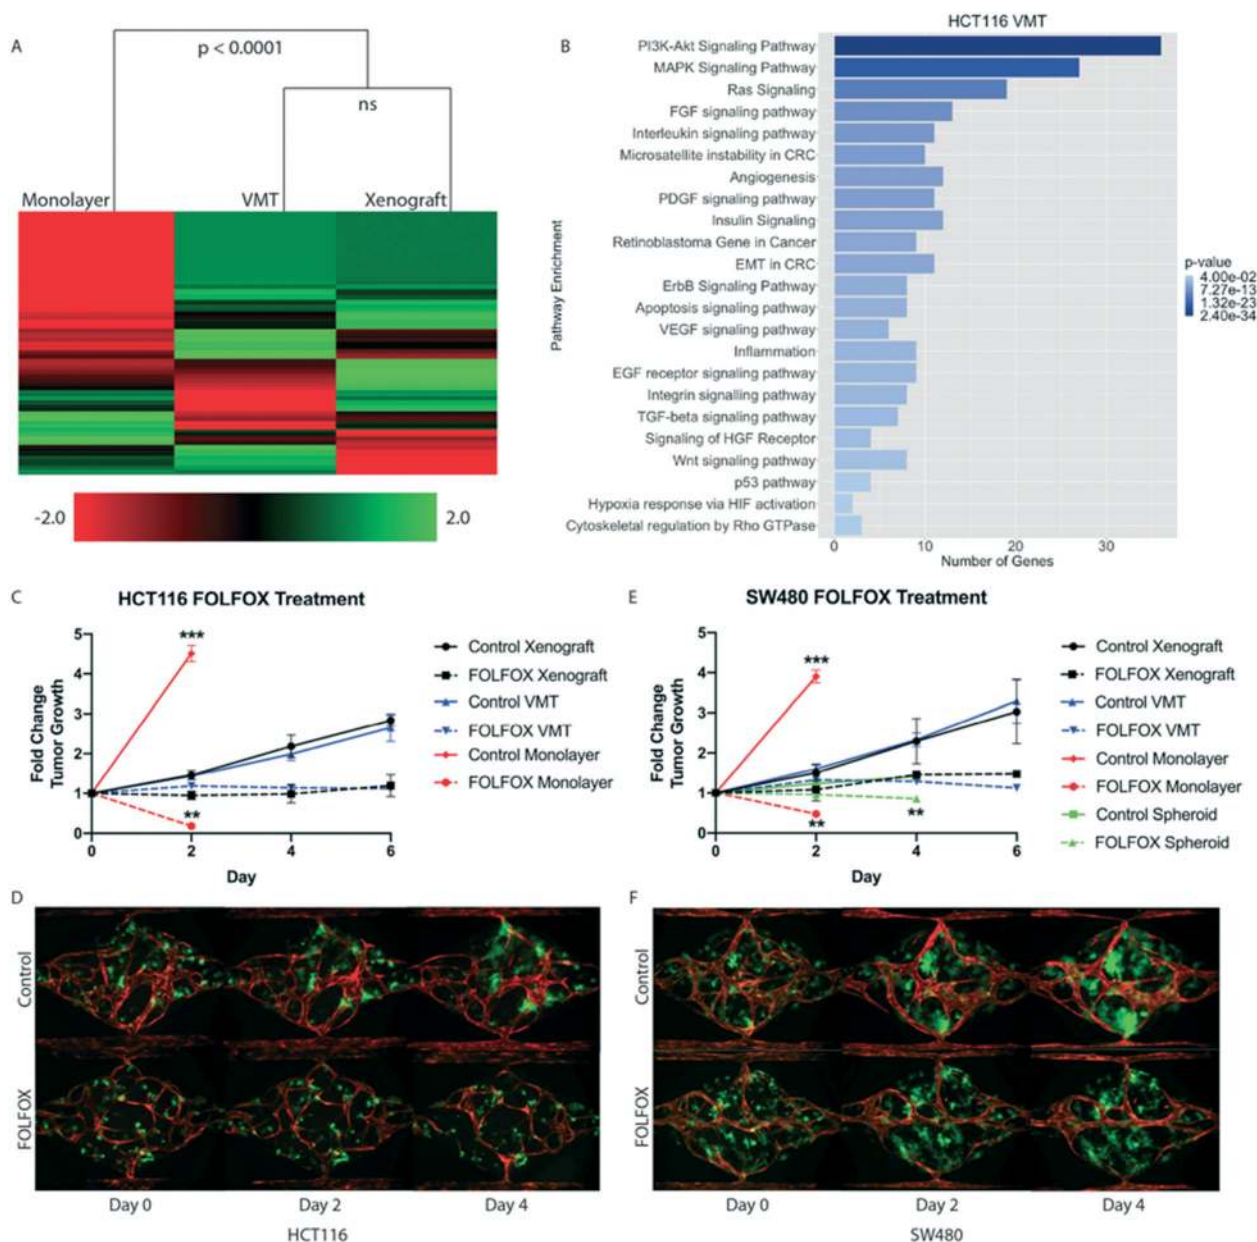 A
p < 0.0001
ns
Monolayer
VMT
Xenograft
-2.0
2.0
B
HCT116 VMT
Pathway Enrichment
PI3K-Akt Signaling Pathway
MAPK Signaling Pathway
Ras Signaling
FGF signaling pathway
Interleukin signaling pathway
Microsatellite instability in CRC
Angiogenesis
PDGF signaling pathway
Insulin Signaling
Retinoblastoma Gene in Cancer
EMT in CRC
ErbB Signaling Pathway
Apoptosis signaling pathway
VEGF signaling pathway
Inflammation
EGF receptor signaling pathway
Integrin signalling pathway
TGF-beta signaling pathway
Signaling of HGF Receptor
Wnt signaling pathway
p53 pathway
Hypoxia response via HIF activation
Cytoskeletal regulation by Rho GTPase
0 10 20 30
Number of Genes
p-value
4.00e-02
7.27e-13
1.32e-23
2.40e-34
C
HCT116 FOLFOX Treatment
Fold Change
Tumor Growth
5
4
3
2
1
0
***
**
0 2 4 6
Day
Control Xenograft
FOLFOX Xenograft
Control VMT
FOLFOX VMT
Control Monolayer
FOLFOX Monolayer
E
SW480 FOLFOX Treatment
Fold Change
Tumor Growth
5
4
3
2
1
0
***
**
**
0 2 4 6
Day
Control Xenograft
FOLFOX Xenograft
Control VMT
FOLFOX VMT
Control Monolayer
FOLFOX Monolayer
Control Spheroid
FOLFOX Spheroid
D
Control
FOLFOX
Day 0 Day 2 Day 4
HCT116
F
Control
FOLFOX
Day 0 Day 2 Day 4
SW480